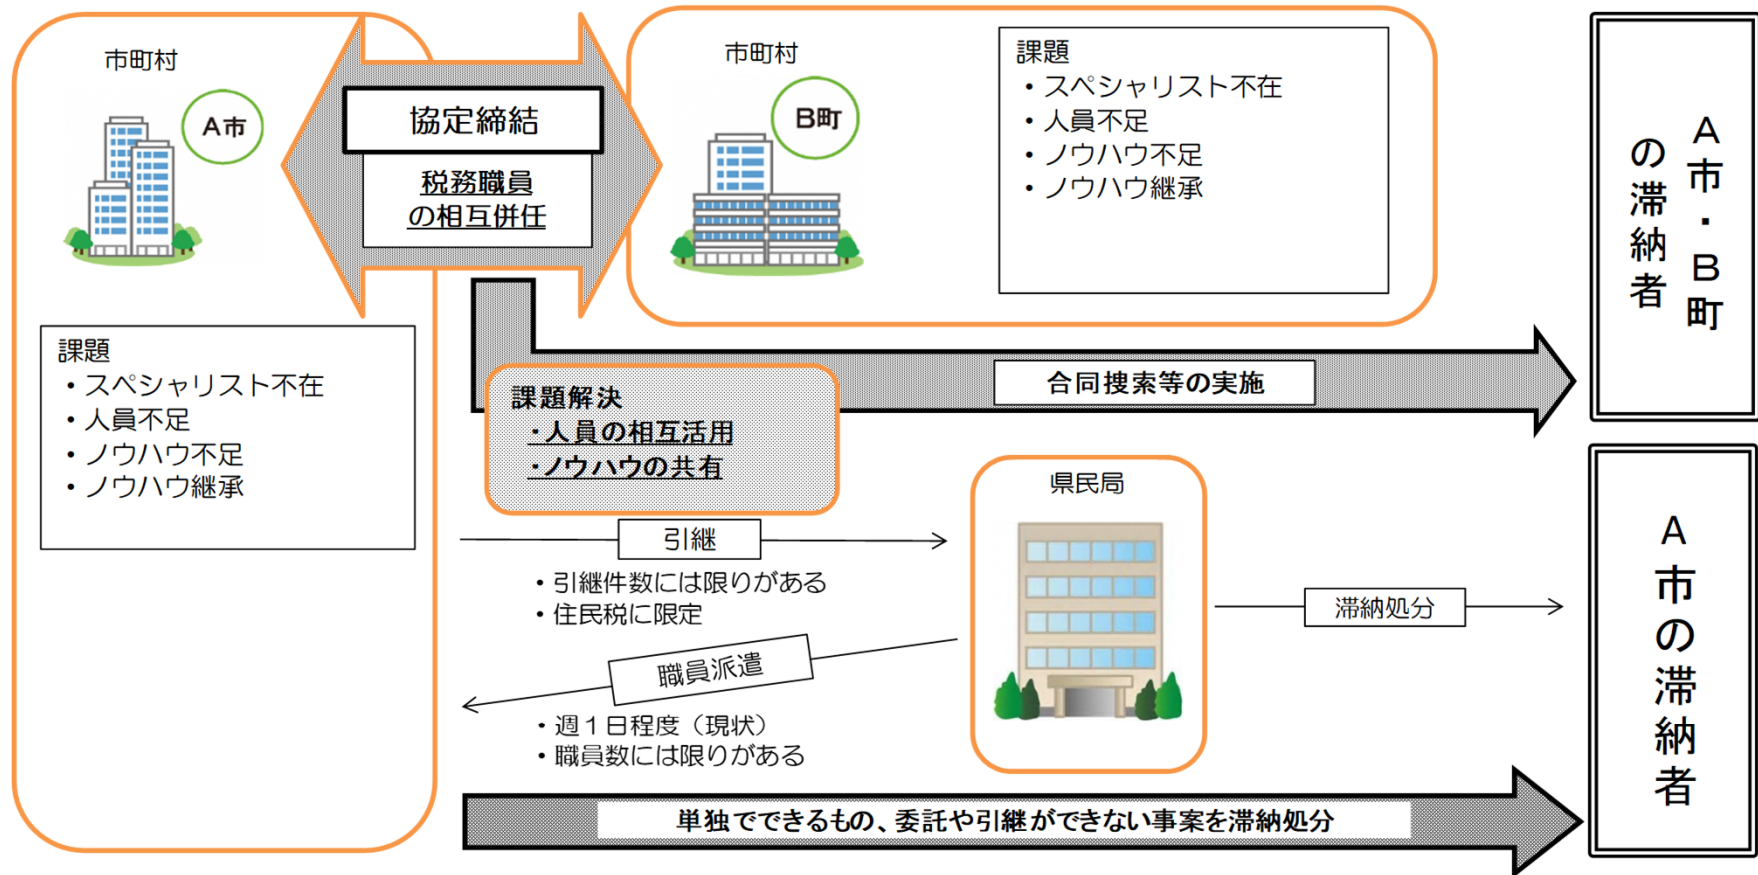 市町村
A市
課題
・スペシャリスト不在
・人員不足
・ノウハウ不足
・ノウハウ継承
協定締結
税務職員
の相互併任
市町村
B町
課題
・スペシャリスト不在
・人員不足
・ノウハウ不足
・ノウハウ継承
合同捜索等の実施
A市・B町
の滞納者
課題解決
・人員の相互活用
・ノウハウの共有
引継
・引継件数には限りがある
・住民税に限定
職員派遣
・週１日程度（現状）
・職員数には限りがある
県民局
滞納処分
A市の滞納者
単独でできるもの、委託や引継ができない事案を滞納処分